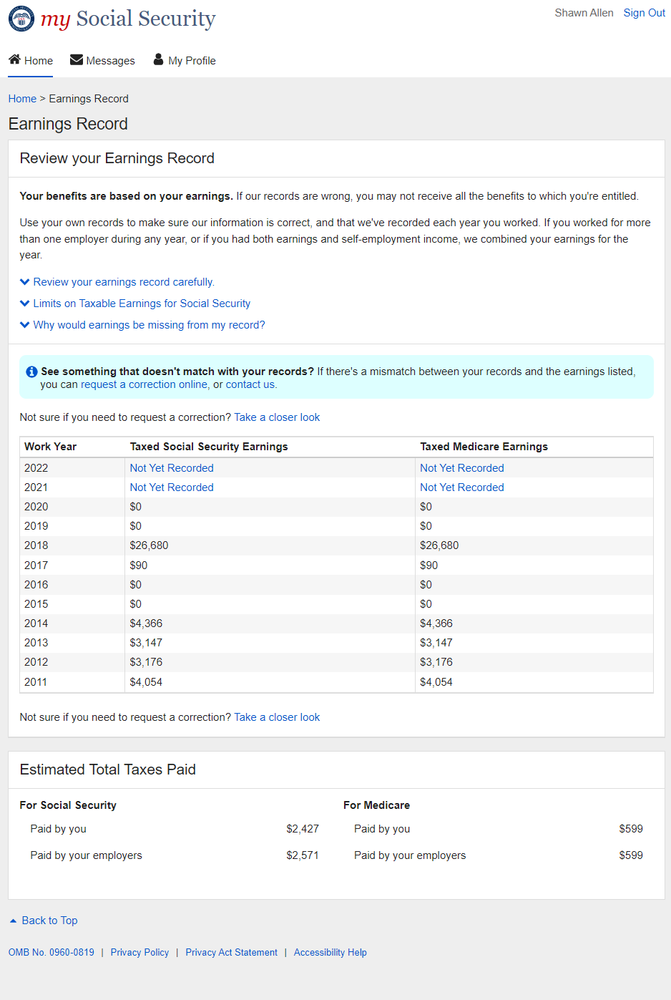 my Social Security
Shawn Allen Sign Out
Home Messages My Profile
Home > Earnings Record
Earnings Record
Review your Earnings Record
Your benefits are based on your earnings. If our records are wrong, you may not receive all the benefits to which you're entitled.
Use your own records to make sure our information is correct, and that we've recorded each year you worked. If you worked for more
than one employer during any year, or if you had both earnings and self-employment income, we combined your earnings for the
year.
Review your earnings record carefully.
Limits on Taxable Earnings for Social Security
Why would earnings be missing from my record?
See something that doesn't match with your records? If there's a mismatch between your records and the earnings listed,
you can request a correction online, or contact us.
Not sure if you need to request a correction? Take a closer look
Work Year Taxed Social Security Earnings Taxed Medicare Earnings
2022 Not Yet Recorded Not Yet Recorded
2021 Not Yet Recorded Not Yet Recorded
2020 $0 $0
2019 $0 $0
2018 $26,680 $26,680
2017 $90 $90
2016 $0 $0
2015 $0 $0
2014 $4,366 $4,366
2013 $3,147 $3,147
2012 $3,176 $3,176
2011 $4,054 $4,054
Not sure if you need to request a correction? Take a closer look
Estimated Total Taxes Paid
For Social Security For Medicare
Paid by you $2,427 Paid by you $599
Paid by your employers $2,571 Paid by your employers $599
Back to Top
OMB No. 0960-0819 | Privacy Policy | Privacy Act Statement | Accessibility Help